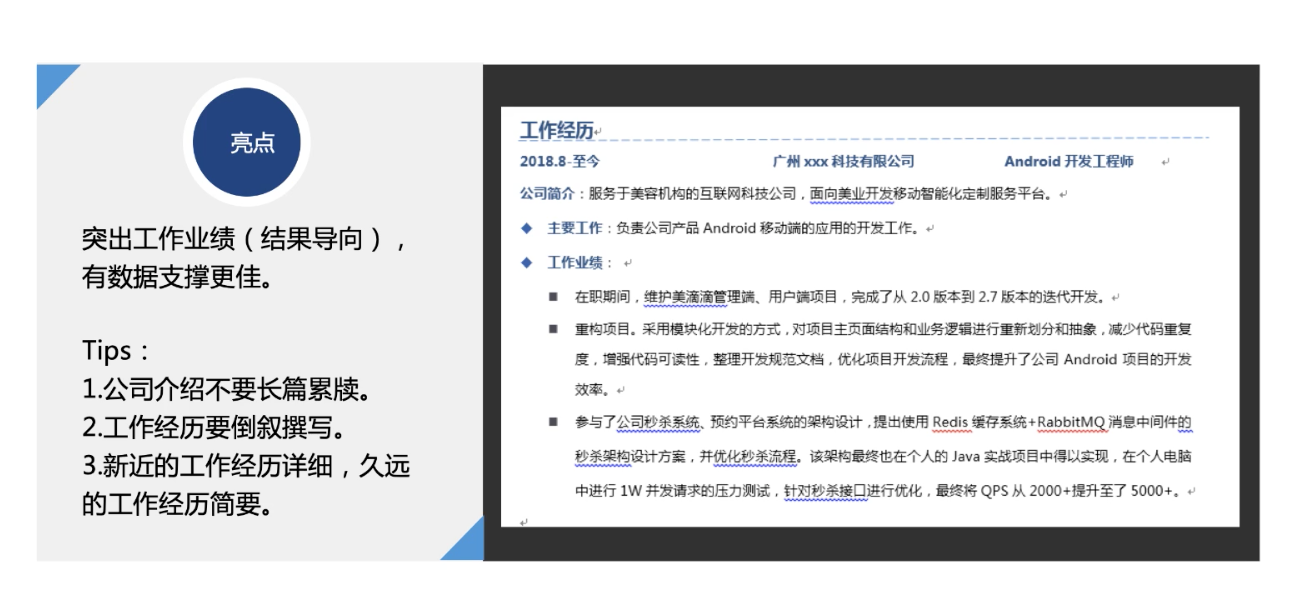 亮点
突出工作业绩（结果导向），
有数据支撑更佳。
Tips：
1.公司介绍不要长篇累牍。
2.工作经历要倒叙撰写。
3.新近的工作经历详细，久远
的工作经历简要。
工作经历
2018.8-至今 广州 xxx 科技有限公司 Android 开发工程师
公司简介：服务于美容机构的互联网科技公司，面向美业开发移动智能化定制服务平台。
◆ 主要工作：负责公司产品 Android 移动端的应用的开发工作。
◆ 工作业绩：
■ 在职期间，维护美滴滴管理端、用户端项目，完成了从 2.0 版本到 2.7 版本的迭代开发。
■ 重构项目。采用模块化开发的方式，对项目主页面结构和业务逻辑进行重新划分和抽象，减少代码重复
度，增强代码可读性，整理开发规范文档，优化项目开发流程，最终提升了公司 Android 项目的开发
效率。
■ 参与了公司秒杀系统、预约平台系统的架构设计，提出使用 Redis 缓存系统+RabbitMQ 消息中间件的
秒杀架构设计方案，并优化秒杀流程。该架构最终也在个人的 Java 实战项目中得以实现，在个人电脑
中进行 1W 并发请求的压力测试，针对秒杀接口进行优化，最终将 QPS 从 2000+提升至了 5000+。